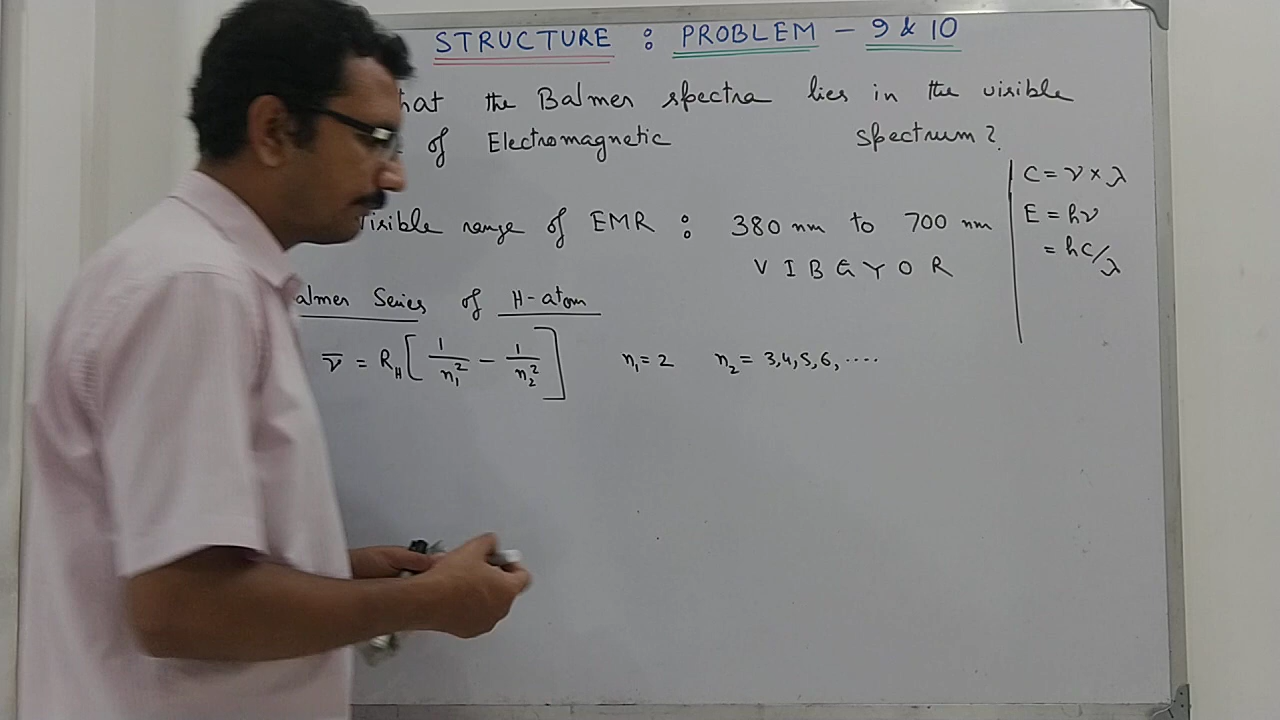 STRUCTURE : PROBLEM - 9 & 10
hat the Balmer spectra lies in the visible
of Electromagnetic spectrum?
Visible range of EMR : 380 nm to 700 nm
V I B G Y O R
C = ν × λ
E = hν
= hc/λ
almer Series of H-atom
ν̅ = R_H [ 1/n₁² − 1/n₂² ] n₁ = 2 n₂ = 3,4,5,6, ....